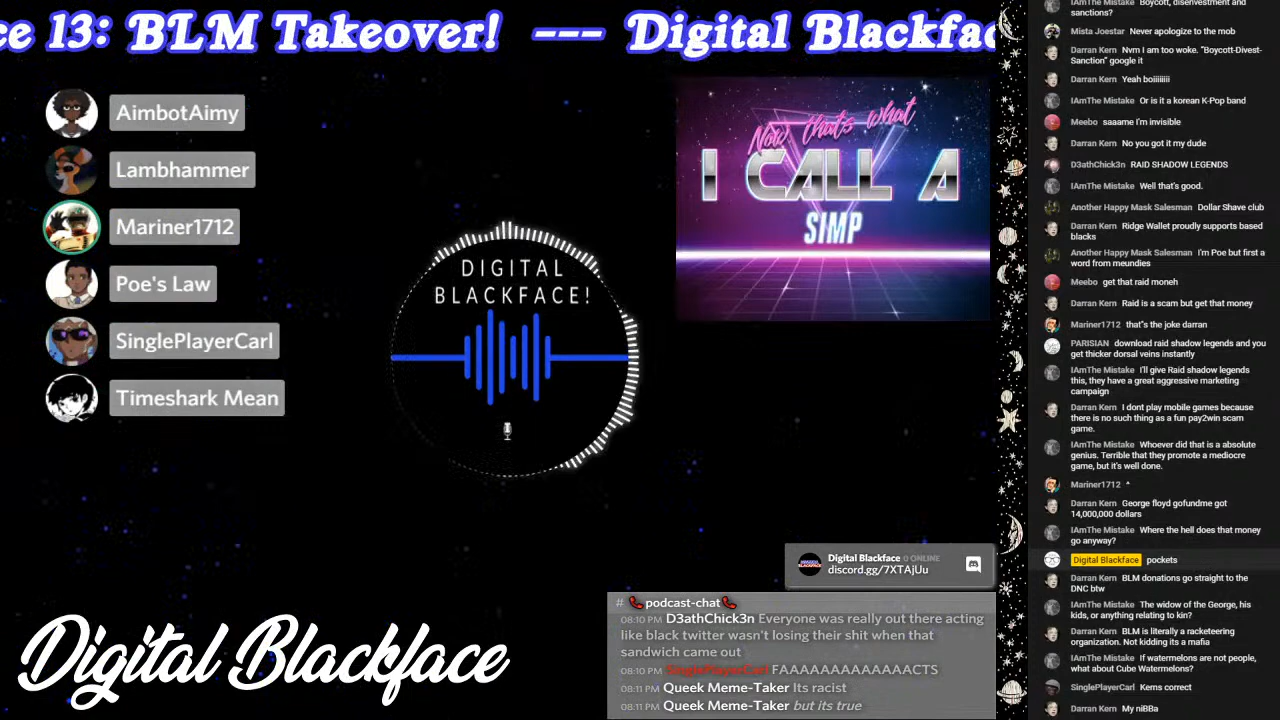 ce 13: BLM Takeover! --- Digital Blackfac
AimbotAimy
Lambhammer
Mariner1712
Poe's Law
SinglePlayerCarl
Timeshark Mean
DIGITAL
BLACKFACE!
Now that's what
I CALL A
SIMP
Digital Blackface 0 ONLINE
discord.gg/7XTAjUu
# podcast-chat
08:10 PM D3athChick3n Everyone was really out there acting
like black twitter wasn't losing their shit when that
sandwich came out
08:10 PM SinglePlayerCarl FAAAAAAAAAAAAACTS
08:11 PM Queek Meme-Taker Its racist
08:11 PM Queek Meme-Taker but its true
Digital Blackface
IAmThe Mistake Boycott, disenvestment and
sanctions?
Mista Joestar Never apologize to the mob
Darran Kern Nvm I am too woke. "Boycott-Divest-
Sanction" google it
Darran Kern Yeah boiiiiiiii
IAmThe Mistake Or is it a korean K-Pop band
Meebo saaame I'm invisible
Darran Kern No you got it my dude
D3athChick3n RAID SHADOW LEGENDS
IAmThe Mistake Well that's good.
Another Happy Mask Salesman Dollar Shave club
Darran Kern Ridge Wallet proudly supports based
blacks
Another Happy Mask Salesman I'm Poe but first a
word from meundies
Meebo get that raid moneh
Darran Kern Raid is a scam but get that money
Mariner1712 that"s the joke darran
PARISIAN download raid shadow legends and you
get thicker dorsal veins instantly
IAmThe Mistake I'll give Raid shadow legends
this, they have a great aggressive marketing
campaign
Darran Kern I dont play mobile games because
there is no such thing as a fun pay2win scam
game.
IAmThe Mistake Whoever did that is a absolute
genius. Terrible that they promote a mediocre
game, but it's well done.
Mariner1712 ^
Darran Kern George floyd gofundme got
14,000,000 dollars
IAmThe Mistake Where the hell does that money
go anyway?
Digital Blackface pockets
Darran Kern BLM donations go straight to the
DNC btw
IAmThe Mistake The widow of the George, his
kids, or anything relating to kin?
Darran Kern BLM is literally a racketeering
organization. Not kidding its a mafia
IAmThe Mistake If watermelons are not people,
what about Cube Watermelons?
SinglePlayerCarl Kerns correct
Darran Kern My niBBa